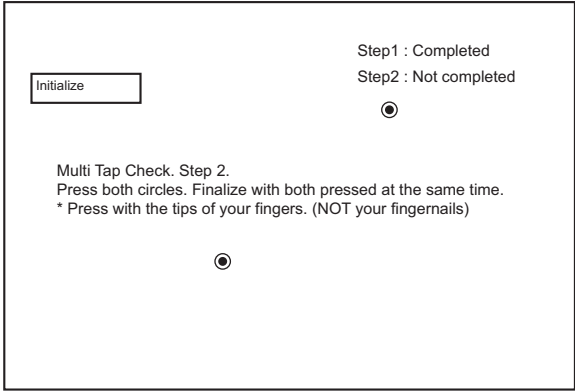 Step1 : Completed
Step2 : Not completed
Initialize
Multi Tap Check. Step 2.
Press both circles. Finalize with both pressed at the same time.
* Press with the tips of your fingers. (NOT your fingernails)